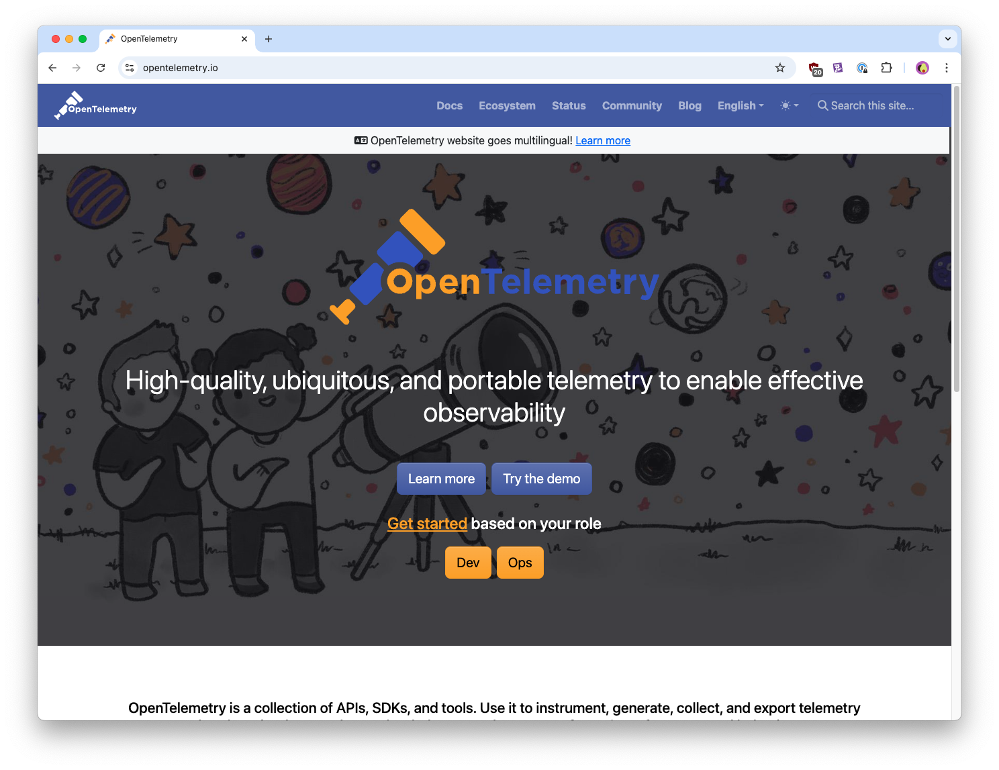 OpenTelemetry
opentelemetry.io
20
OpenTelemetry
Docs
Ecosystem
Status
Community
Blog
English
Search this site...
OpenTelemetry website goes multilingual! Learn more
OpenTelemetry
High-quality, ubiquitous, and portable telemetry to enable effective
observability
Learn more
Try the demo
Get started based on your role
Dev
Ops
OpenTelemetry is a collection of APIs, SDKs, and tools. Use it to instrument, generate, collect, and export telemetry